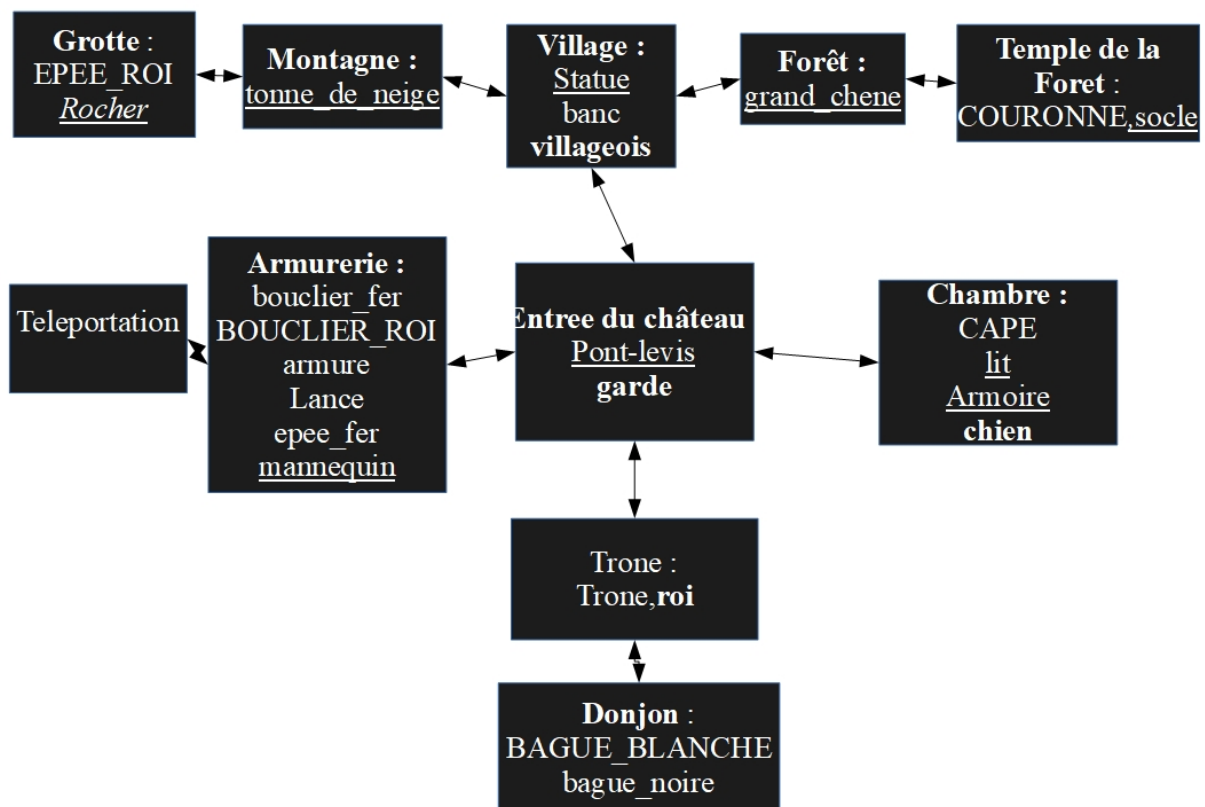 Grotte :
EPEE_ROI
Rocher
Montagne :
tonne_de_neige
Village :
Statue
banc
villageois
Forêt :
grand_chene
Temple de la
Foret :
COURONNE,socle
Teleportation
Armurerie :
bouclier_fer
BOUCLIER_ROI
armure
Lance
epee_fer
mannequin
Entree du château
Pont-levis
garde
Chambre :
CAPE
lit
Armoire
chien
Trone :
Trone,roi
Donjon :
BAGUE_BLANCHE
bague_noire